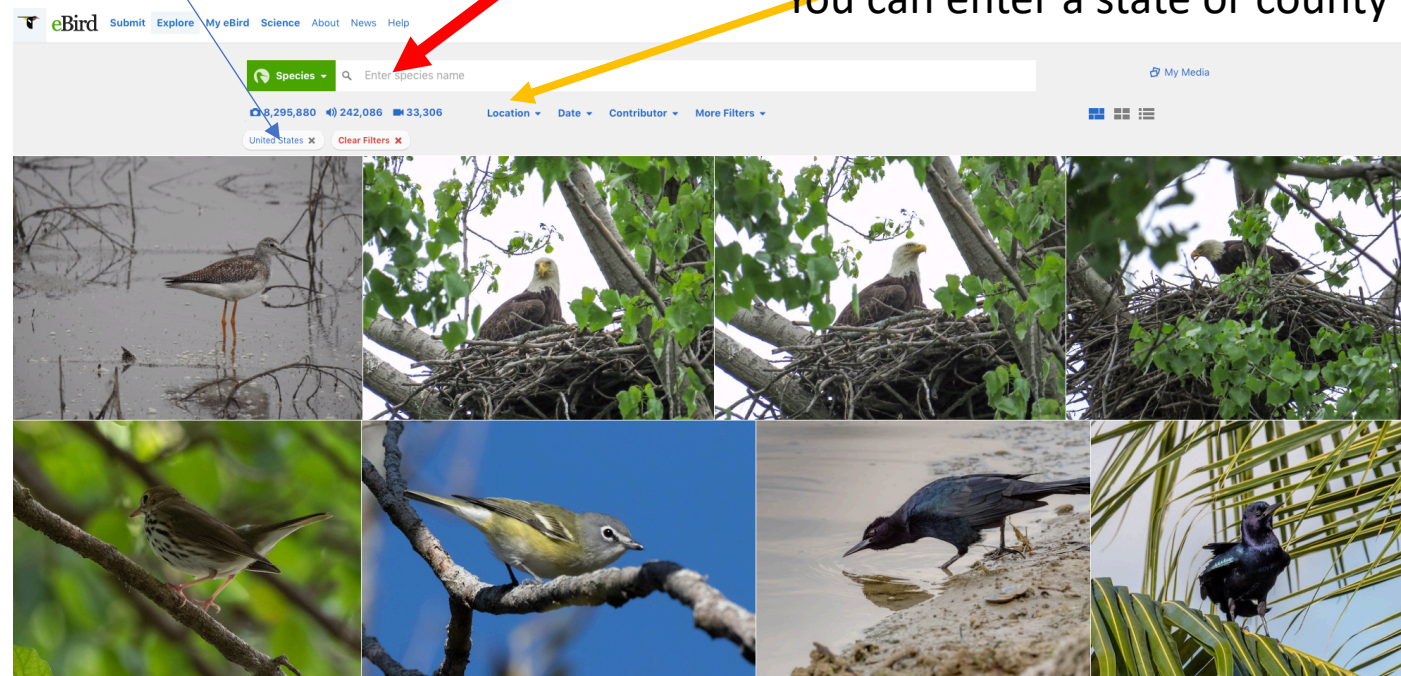 You can enter a state or county
eBird Submit Explore My eBird Science About News Help
Species Enter species name My Media
8,295,880 242,086 33,306 Location Date Contributor More Filters
United States × Clear Filters ×